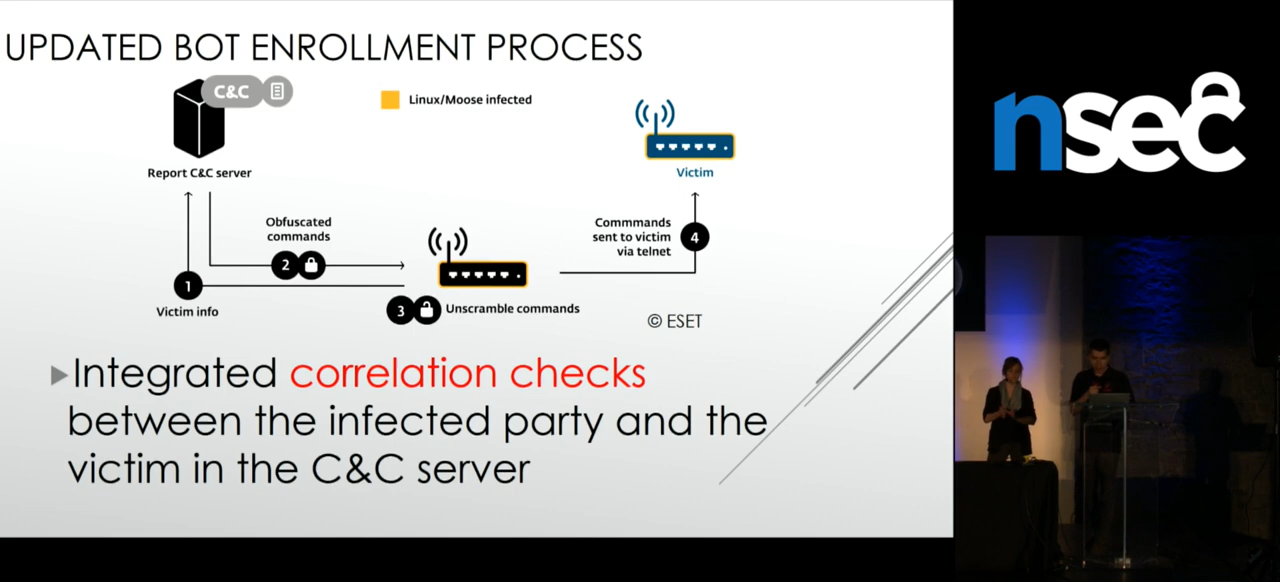 UPDATED BOT ENROLLMENT PROCESS
C&C
Linux/Moose infected
Report C&C server
Victim
Obfuscated
commands
2
Commmands
sent to victim
via telnet
4
1
Victim info
3
Unscramble commands
© ESET
Integrated correlation checks
between the infected party and the
victim in the C&C server
nsec